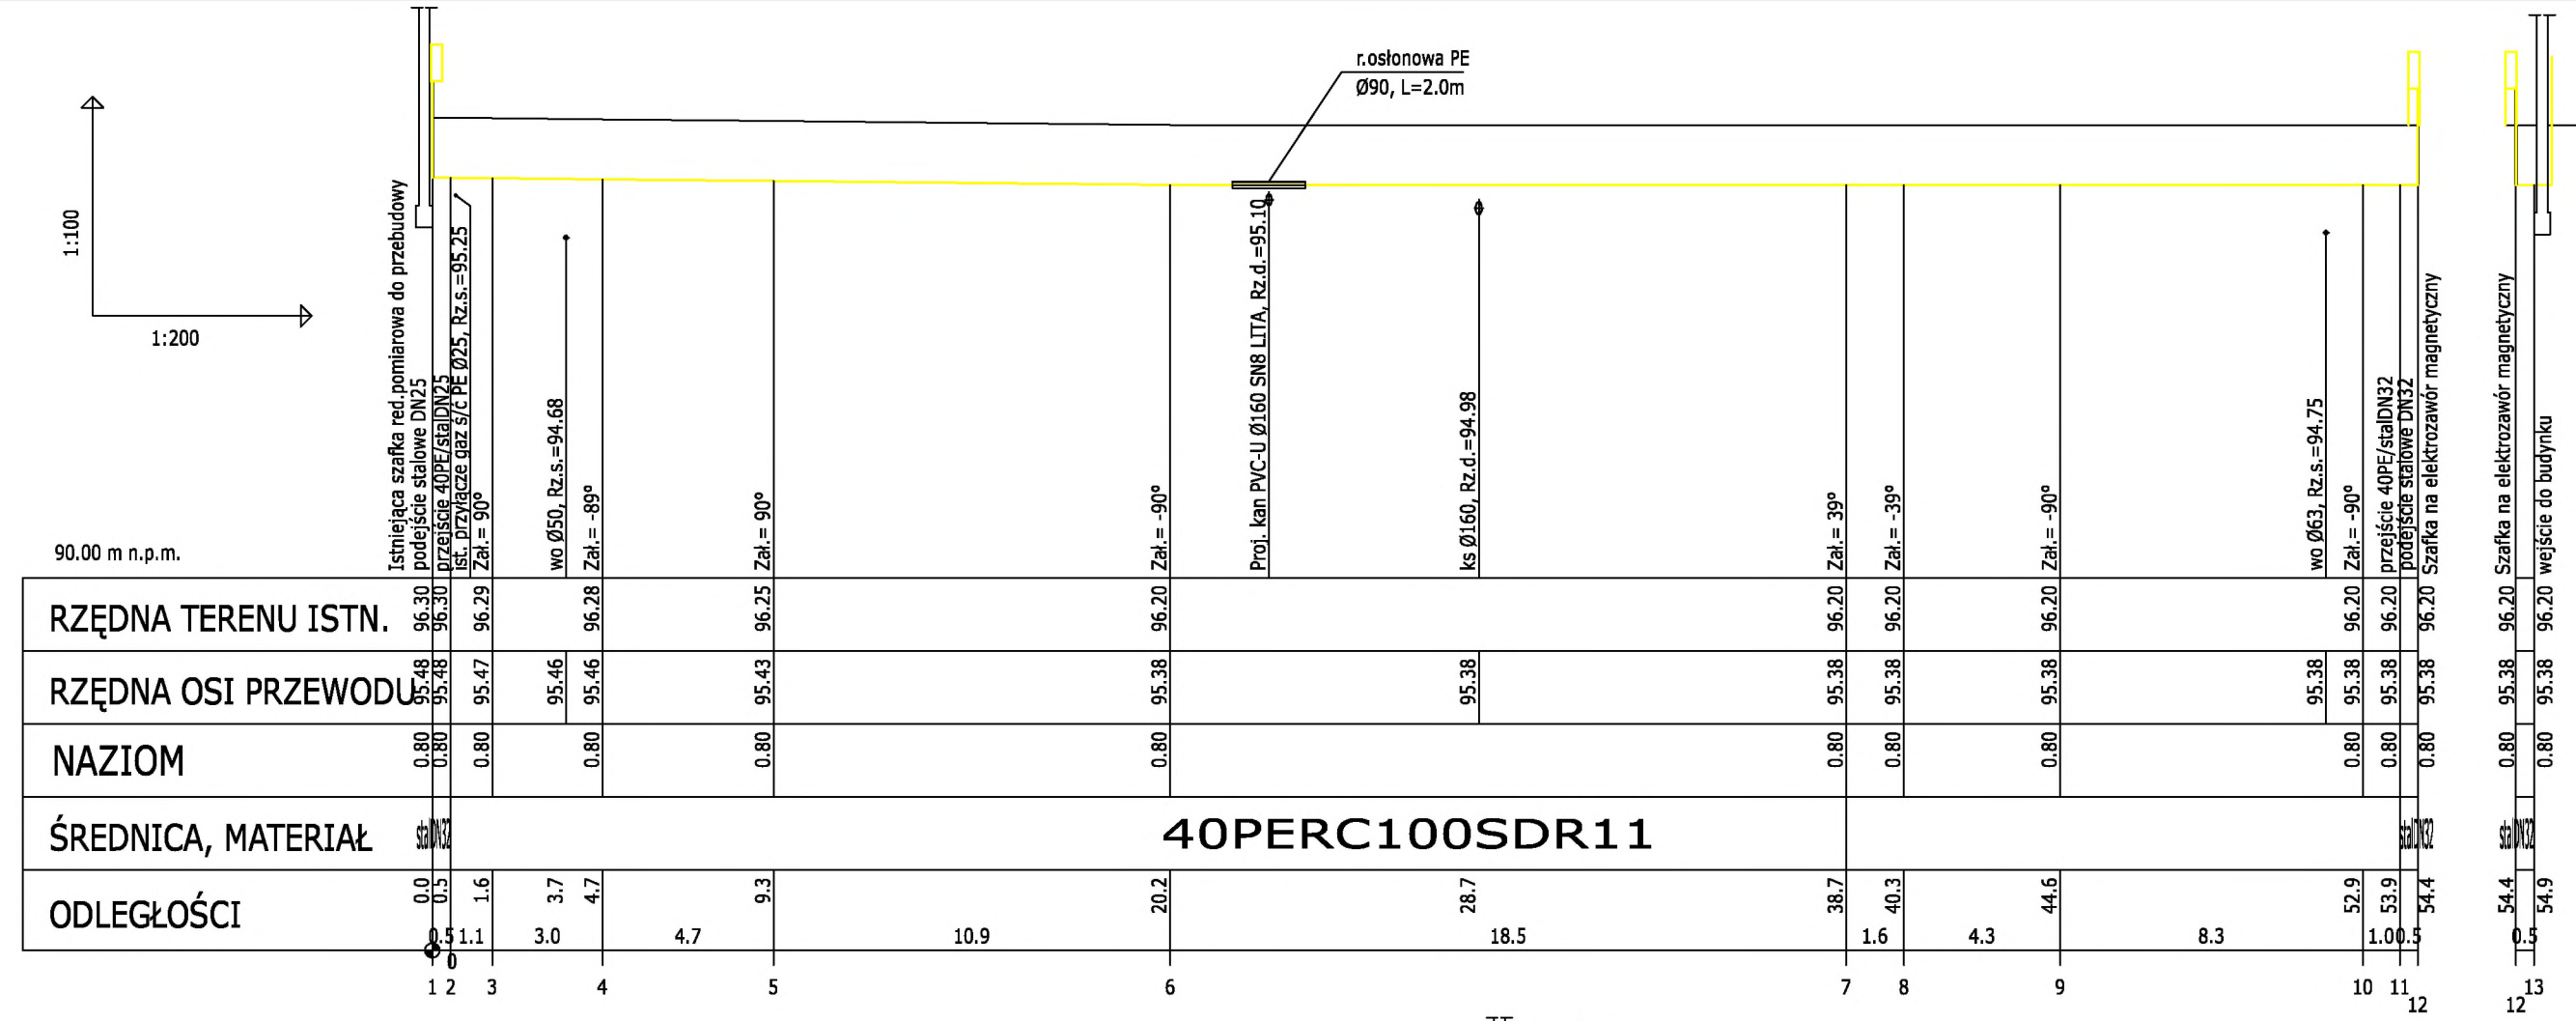 r.osłonowa PE
Ø90, L=2.0m
1:100
1:200
90.00 m n.p.m.
Istniejąca szafka red.pomiarowa do przebudowy
podejście stalowe DN25
przejście 40PE/stalDN25
ist. przyłącze gaz ś/c PE Ø25, Rz.s.=95.25
Zał.= 90°
wo Ø50, Rz.s.=94.68
Zał.= -89°
Zał.= 90°
Zał.= -90°
Proj. kan PVC-U Ø160 SN8 LITA, Rz.d.=95.10
ks Ø160, Rz.d.=94.98
Zał.= 39°
Zał.= -39°
Zał.= -90°
wo Ø63, Rz.s.=94.75
Zał.= -90°
przejście 40PE/stalDN32
podejście stalowe DN32
Szafka na elektrozawór magnetyczny
Szafka na elektrozawór magnetyczny
wejście do budynku
RZĘDNA TERENU ISTN. 96.30 96.30 96.29 96.28 96.25 96.20 96.20 96.20 96.20 96.20 96.20 96.20 96.20 96.20
RZĘDNA OSI PRZEWODU 95.48 95.48 95.47 95.46 95.46 95.43 95.38 95.38 95.38 95.38 95.38 95.38 95.38 95.38 95.38 95.38 95.38
NAZIOM 0.80 0.80 0.80 0.80 0.80 0.80 0.80 0.80 0.80 0.80 0.80 0.80 0.80 0.80
ŚREDNICA, MATERIAŁ stalDN32 40PERC100SDR11 stalDN32 stalDN32
ODLEGŁOŚCI 0.0 0.5 1.6 3.7 4.7 9.3 20.2 28.7 38.7 40.3 44.6 52.9 53.9 54.4 54.4 54.9
0.5 1.1 3.0 4.7 10.9 18.5 1.6 4.3 8.3 1.0 0.5 0.5
0
1 2 3 4 5 6 7 8 9 10 11 12 12 13